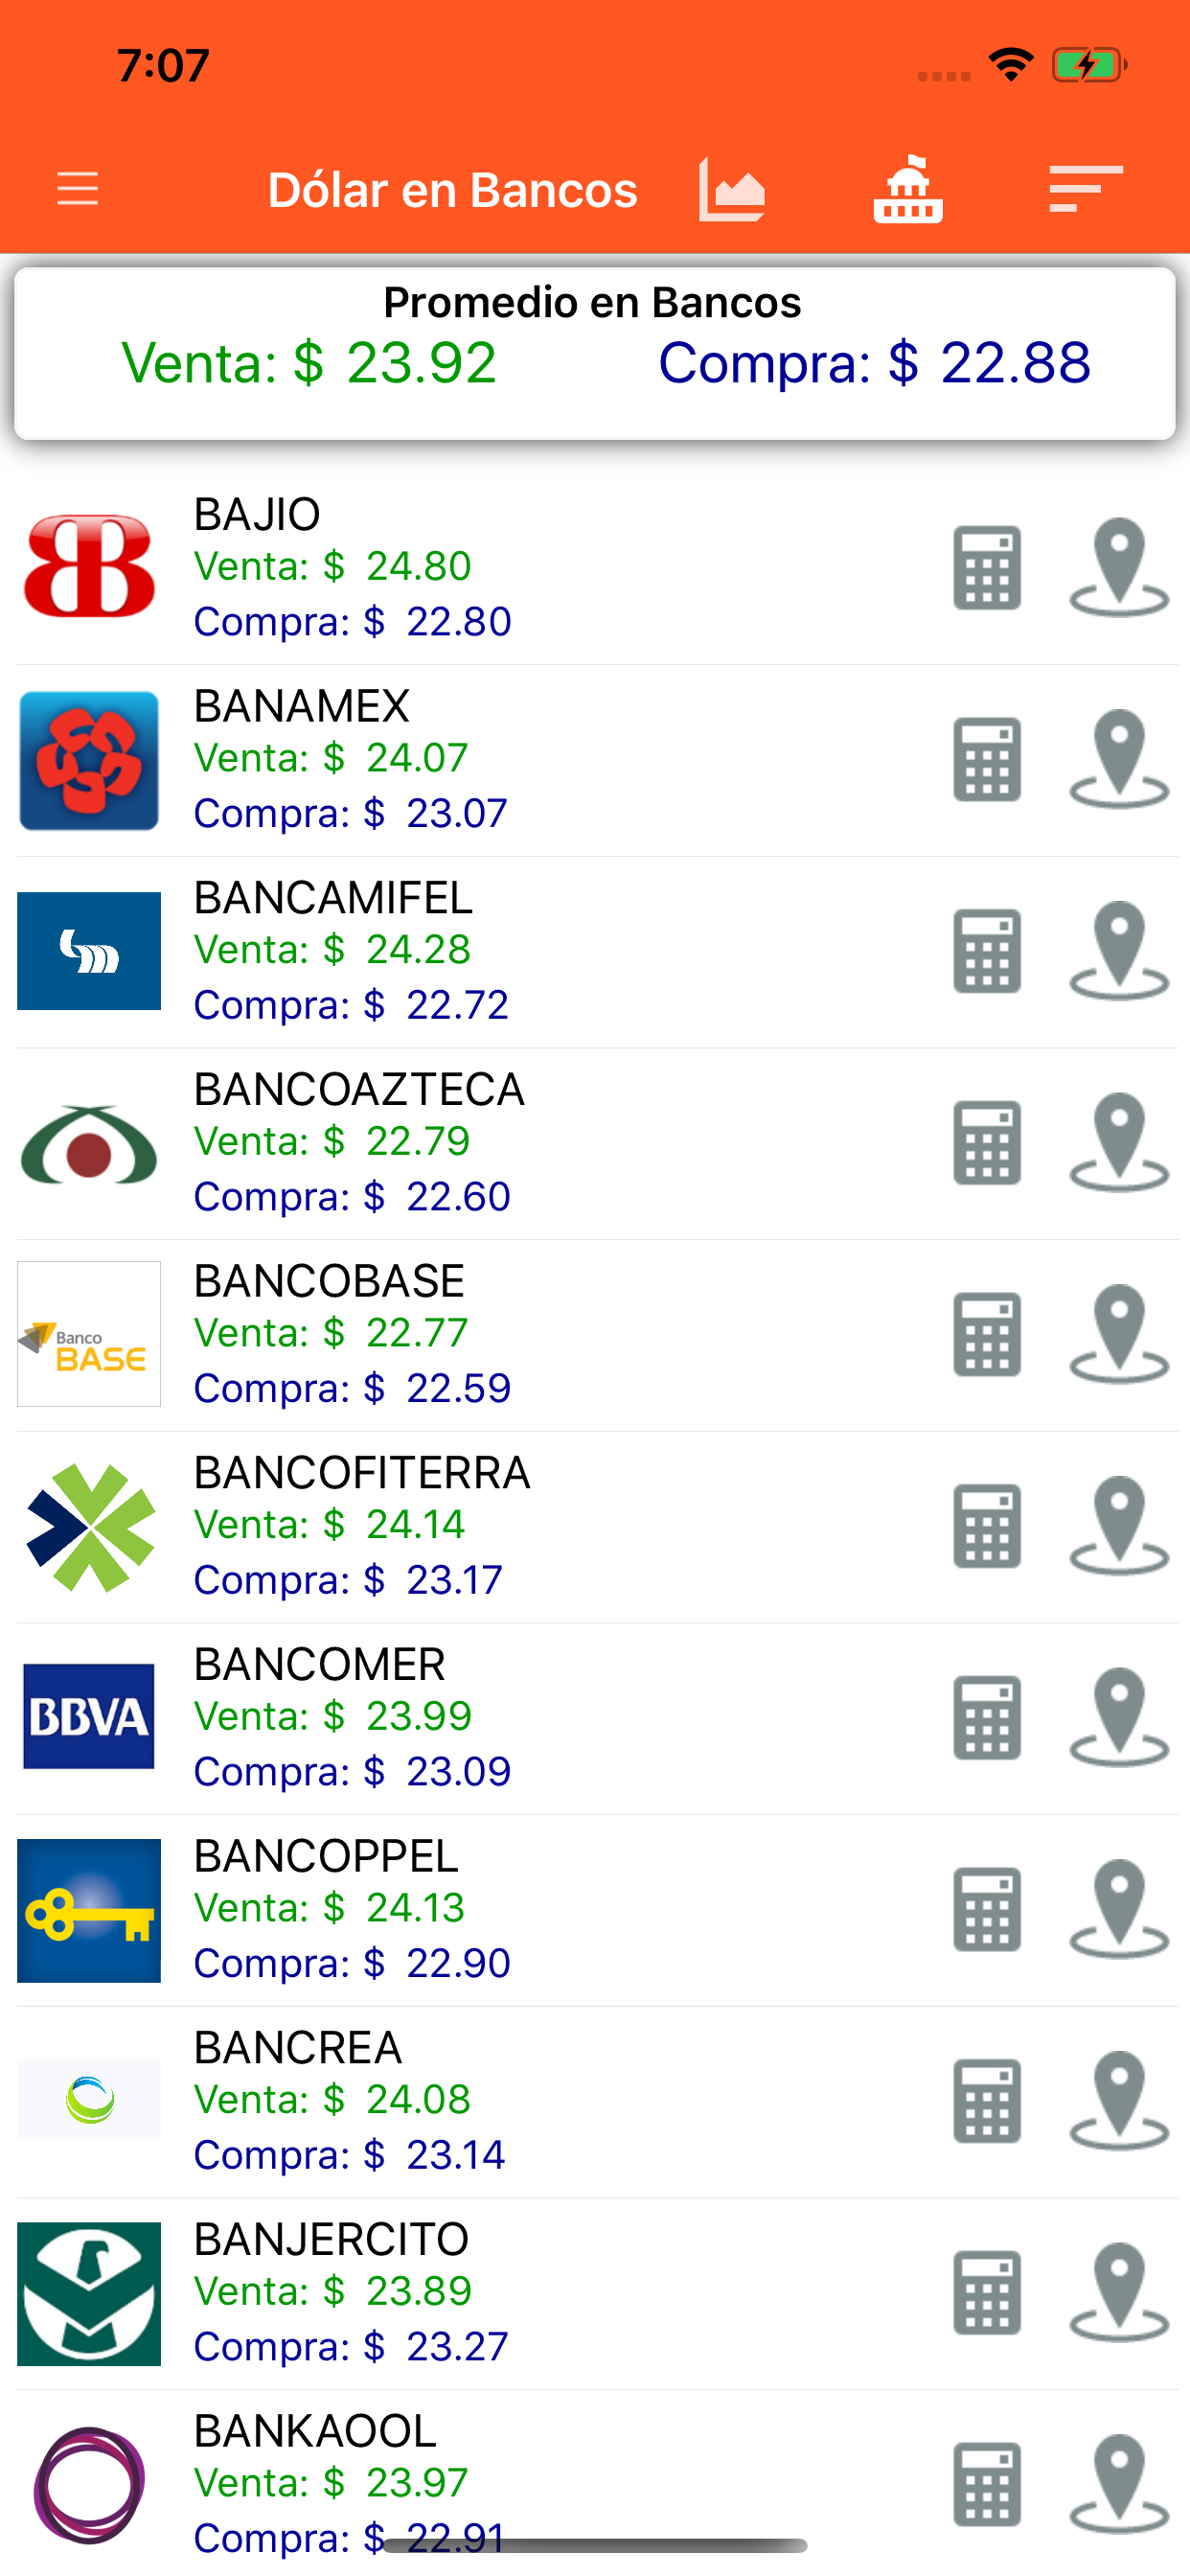 7:07
Dólar en Bancos
Promedio en Bancos
Venta: $ 23.92 Compra: $ 22.88
BAJIO
Venta: $ 24.80
Compra: $ 22.80
BANAMEX
Venta: $ 24.07
Compra: $ 23.07
BANCAMIFEL
Venta: $ 24.28
Compra: $ 22.72
BANCOAZTECA
Venta: $ 22.79
Compra: $ 22.60
Banco
BASE
BANCOBASE
Venta: $ 22.77
Compra: $ 22.59
BANCOFITERRA
Venta: $ 24.14
Compra: $ 23.17
BBVA
BANCOMER
Venta: $ 23.99
Compra: $ 23.09
BANCOPPEL
Venta: $ 24.13
Compra: $ 22.90
BANCREA
Venta: $ 24.08
Compra: $ 23.14
BANJERCITO
Venta: $ 23.89
Compra: $ 23.27
BANKAOOL
Venta: $ 23.97
Compra: $ 22.91